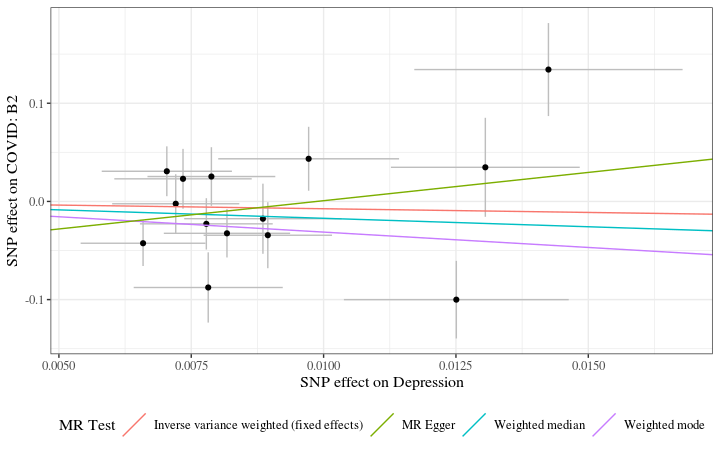 SNP effect on COVID: B2
0.1
0.0
-0.1
0.0050 0.0075 0.0100 0.0125 0.0150
SNP effect on Depression
MR Test Inverse variance weighted (fixed effects) MR Egger Weighted median Weighted mode